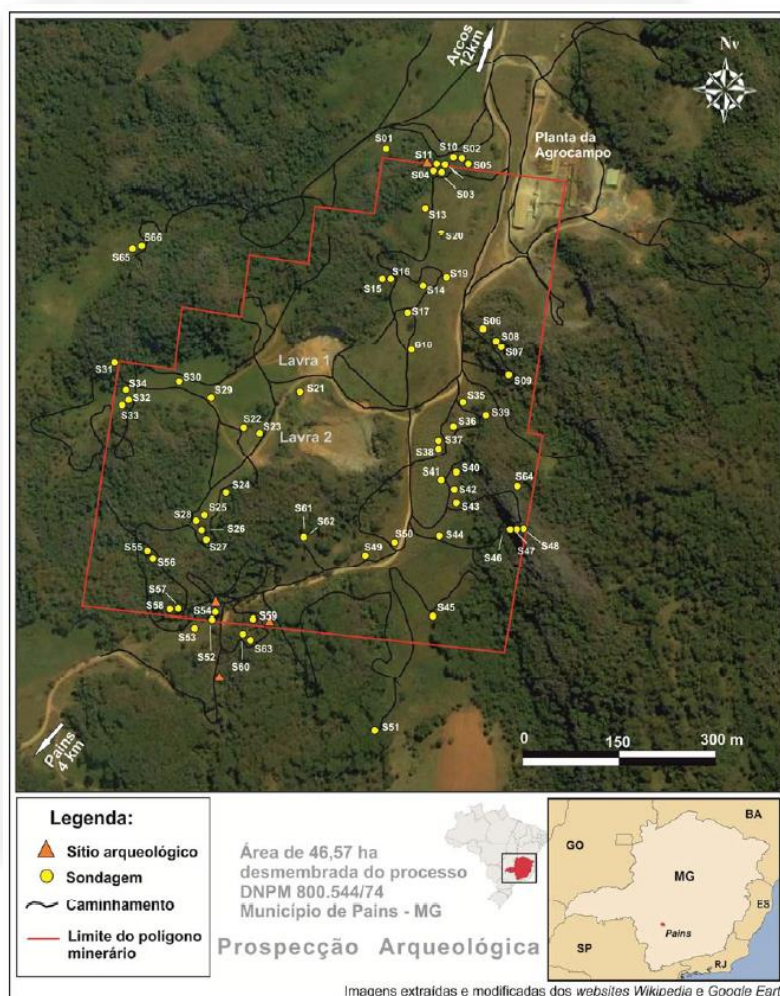 Arcos
12km
Nv
Planta da
Agrocampo
S01
S10
S02
S11
S05
S04
S03
S13
S20
S66
S65
S16
S19
S15
S14
S17
S06
S08
S07
S18
Lavra 1
S09
S31
S30
S34
S29
S21
S32
S33
S35
S39
S22
S23
Lavra 2
S36
S37
S38
S40
S41
S42
S64
S24
S43
S25
S28
S26
S61
S62
S27
S50
S44
S46
S48
S47
S55
S49
S56
S57
S58
S54
S59
S45
S53
S52
S60
S63
Pains
4 km
S51
0 150 300 m
Legenda:
Sítio arqueológico
Sondagem
Caminhamento
Limite do polígono
minerário
Área de 46,57 ha
desmembrada do processo
DNPM 800.544/74
Município de Pains - MG
Prospecção Arqueológica
BA
GO
MG
ES
Pains
SP
RJ
Imagens extraídas e modificadas dos websites Wikipedia e Google Eart